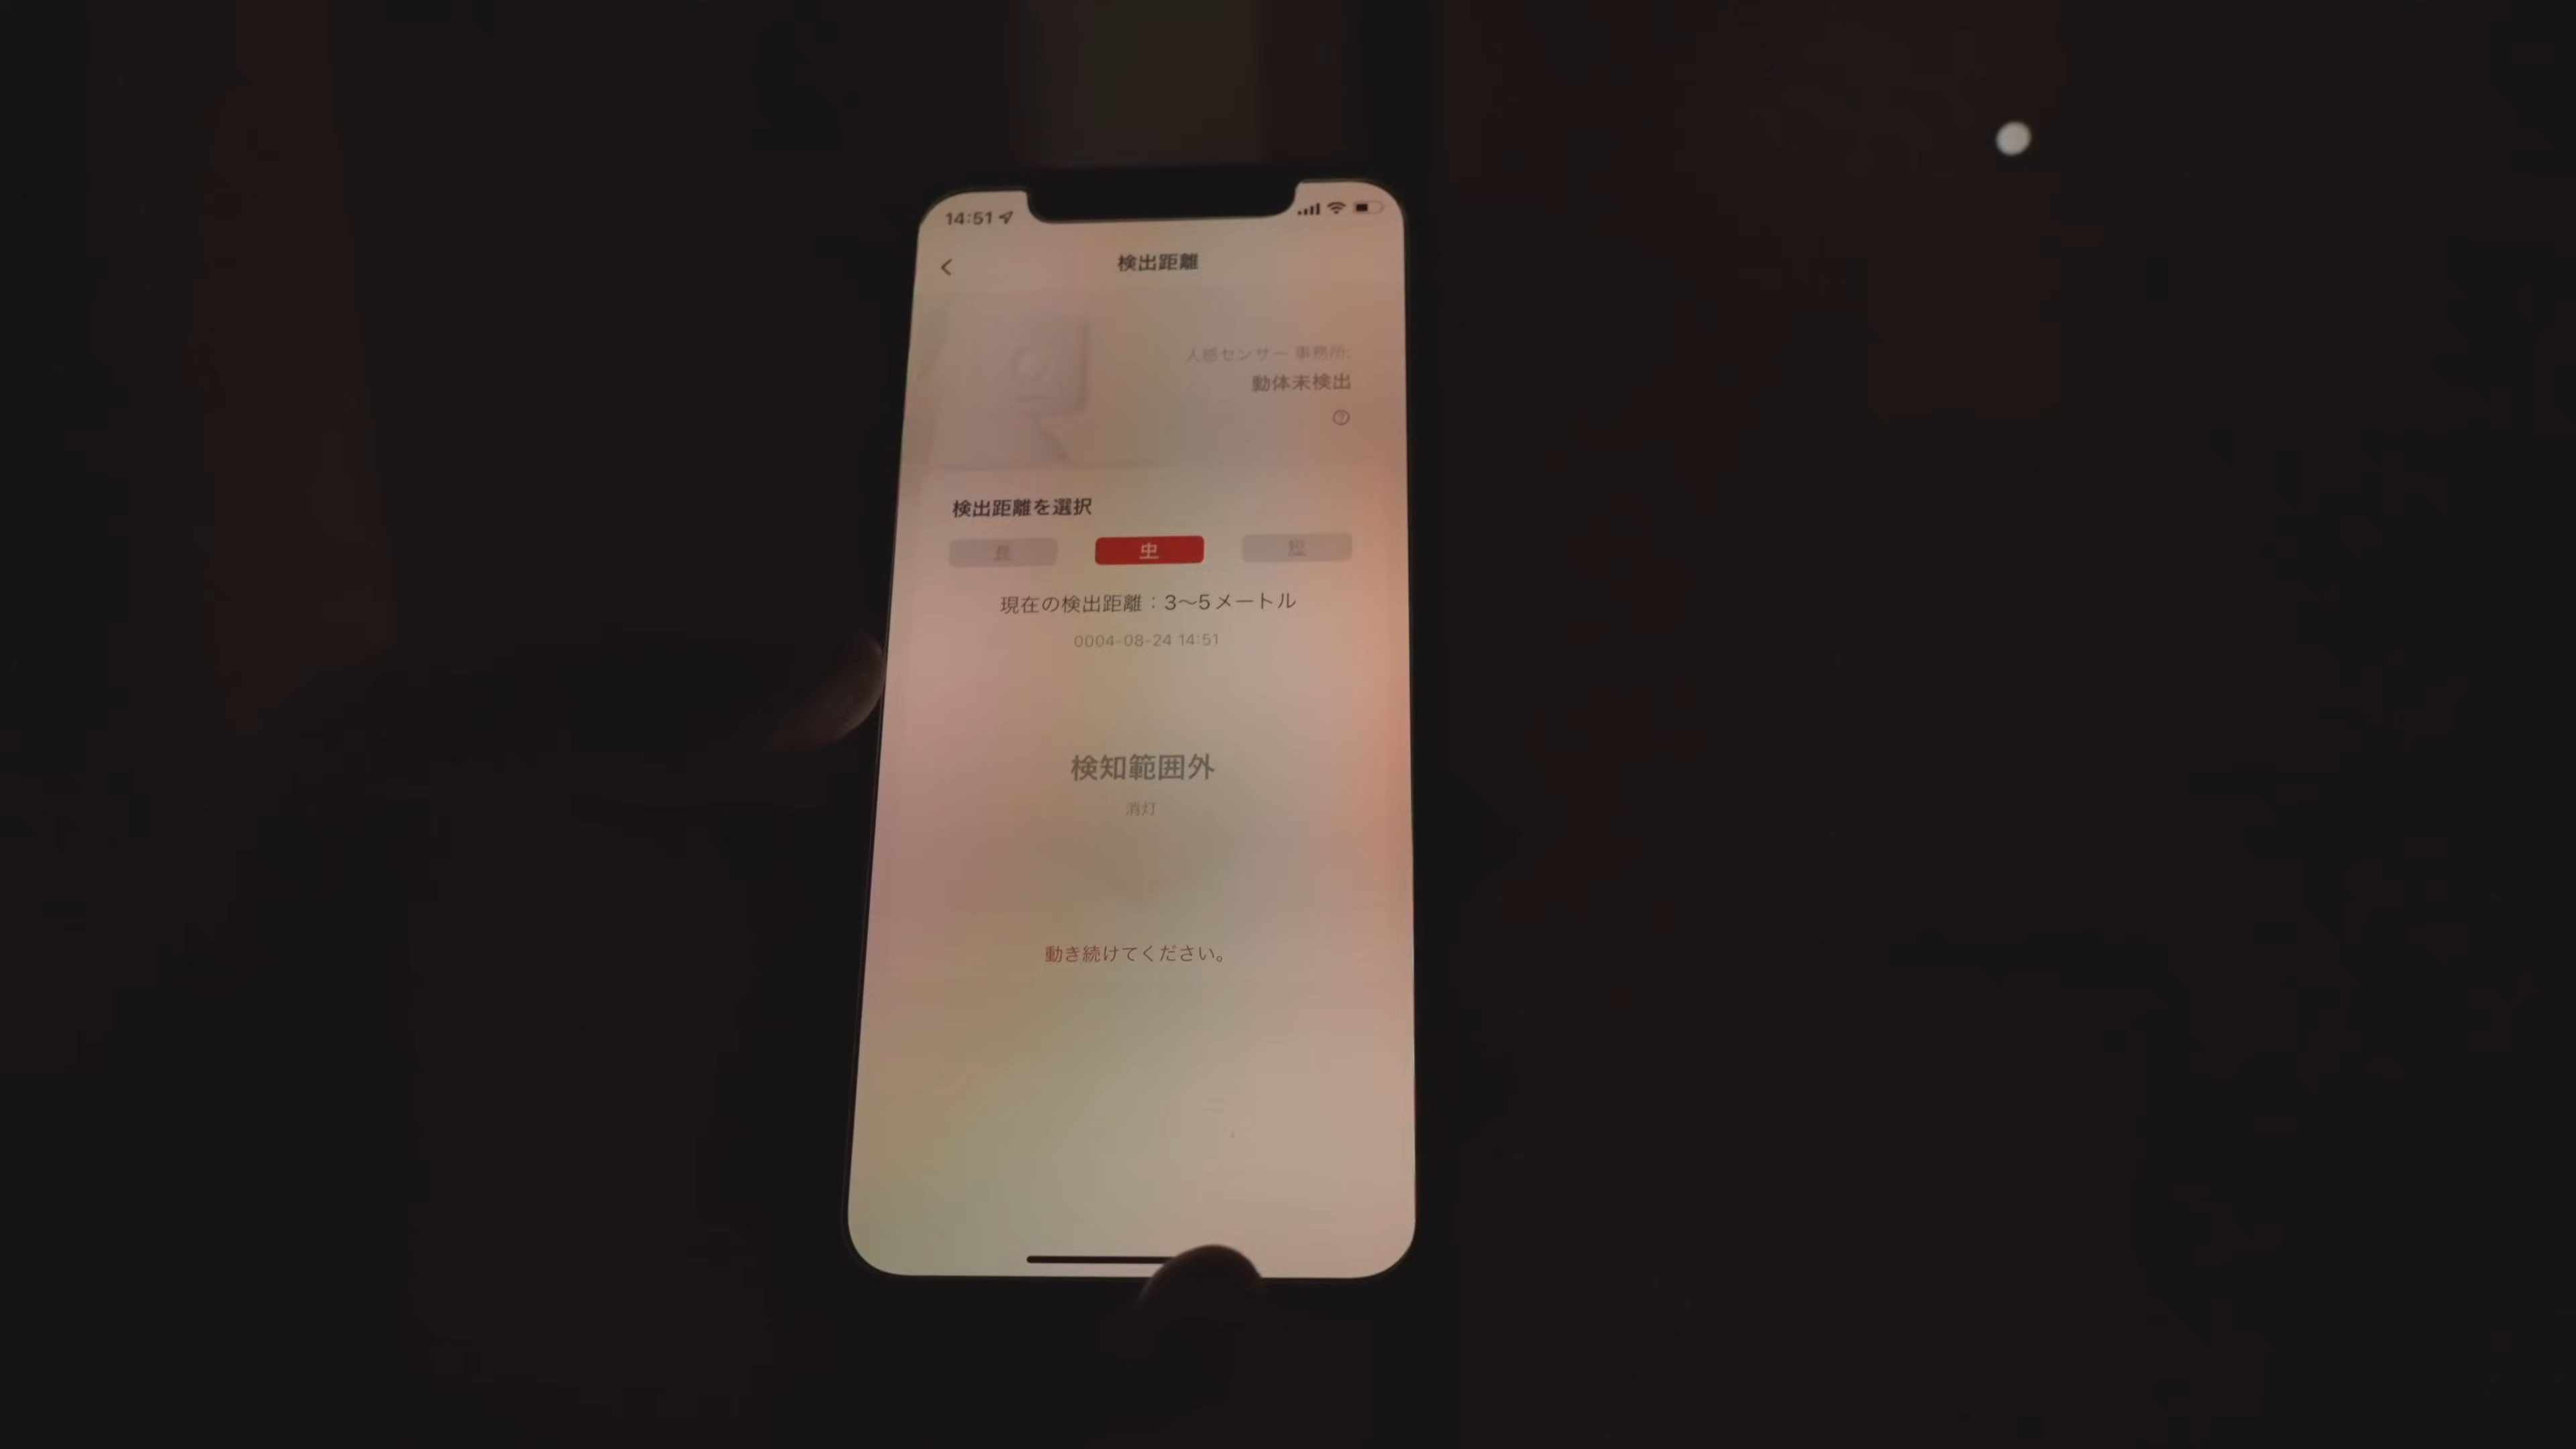 14:51
検出距離
人感センサー 事務所:
動体未検出
検出距離を選択
長 中 短
現在の検出距離：3〜5メートル
0004-08-24 14:51
検知範囲外
消灯
動き続けてください。